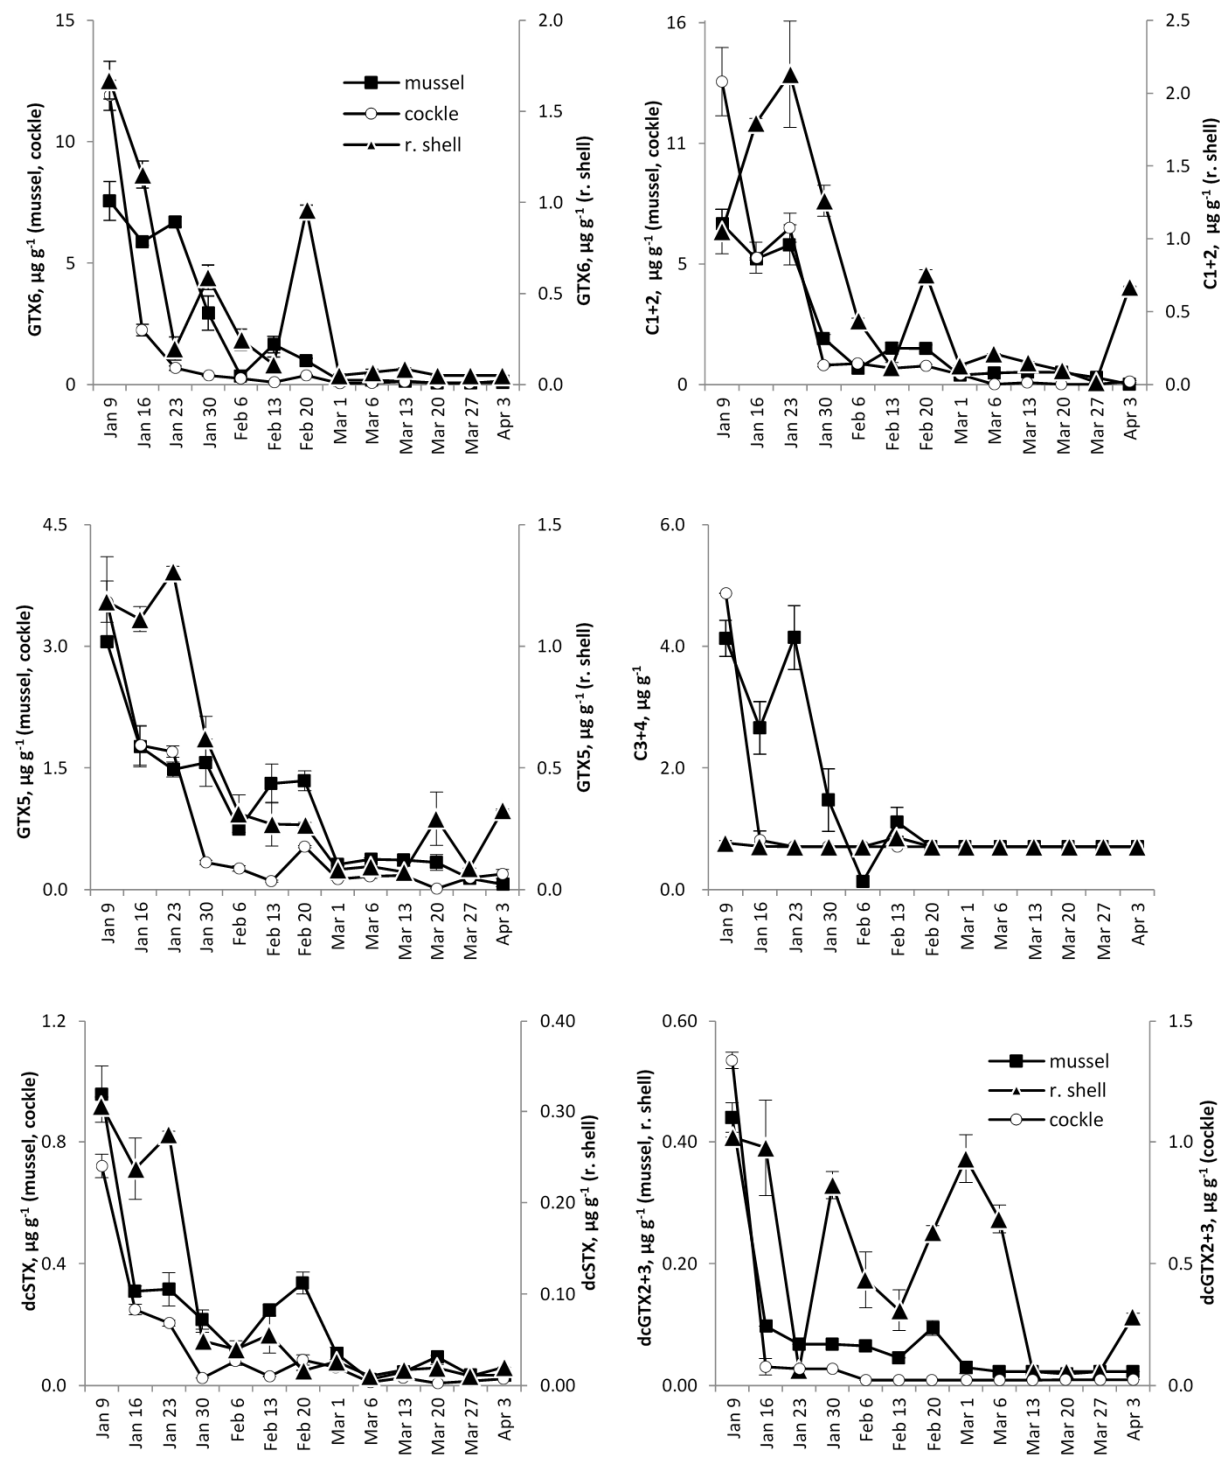 15
10
5
0
GTX6, µg g-1 (mussel, cockle)
2.0
1.5
1.0
0.5
0.0
GTX6, µg g-1 (r. shell)
mussel
cockle
r. shell
Jan 9
Jan 16
Jan 23
Jan 30
Feb 6
Feb 13
Feb 20
Mar 1
Mar 6
Mar 13
Mar 20
Mar 27
Apr 3
16
11
5
0
C1+2, µg g-1 (mussel, cockle)
2.5
2.0
1.5
1.0
0.5
0.0
C1+2, µg g-1 (r. shell)
Jan 9
Jan 16
Jan 23
Jan 30
Feb 6
Feb 13
Feb 20
Mar 1
Mar 6
Mar 13
Mar 20
Mar 27
Apr 3
4.5
3.0
1.5
0.0
GTX5, µg g-1 (mussel, cockle)
1.5
1.0
0.5
0.0
GTX5, µg g-1 (r. shell)
Jan 9
Jan 16
Jan 23
Jan 30
Feb 6
Feb 13
Feb 20
Mar 1
Mar 6
Mar 13
Mar 20
Mar 27
Apr 3
6.0
4.0
2.0
0.0
C3+4, µg g-1
Jan 9
Jan 16
Jan 23
Jan 30
Feb 6
Feb 13
Feb 20
Mar 1
Mar 6
Mar 13
Mar 20
Mar 27
Apr 3
1.2
0.8
0.4
0.0
dcSTX, µg g-1 (mussel, cockle)
0.40
0.30
0.20
0.10
0.00
dcSTX, µg g-1 (r. shell)
Jan 9
Jan 16
Jan 23
Jan 30
Feb 6
Feb 13
Feb 20
Mar 1
Mar 6
Mar 13
Mar 20
Mar 27
Apr 3
0.60
0.40
0.20
0.00
dcGTX2+3, µg g-1 (mussel, r. shell)
1.5
1.0
0.5
0.0
dcGTX2+3, µg g-1 (cockle)
mussel
r. shell
cockle
Jan 9
Jan 16
Jan 23
Jan 30
Feb 6
Feb 13
Feb 20
Mar 1
Mar 6
Mar 13
Mar 20
Mar 27
Apr 3